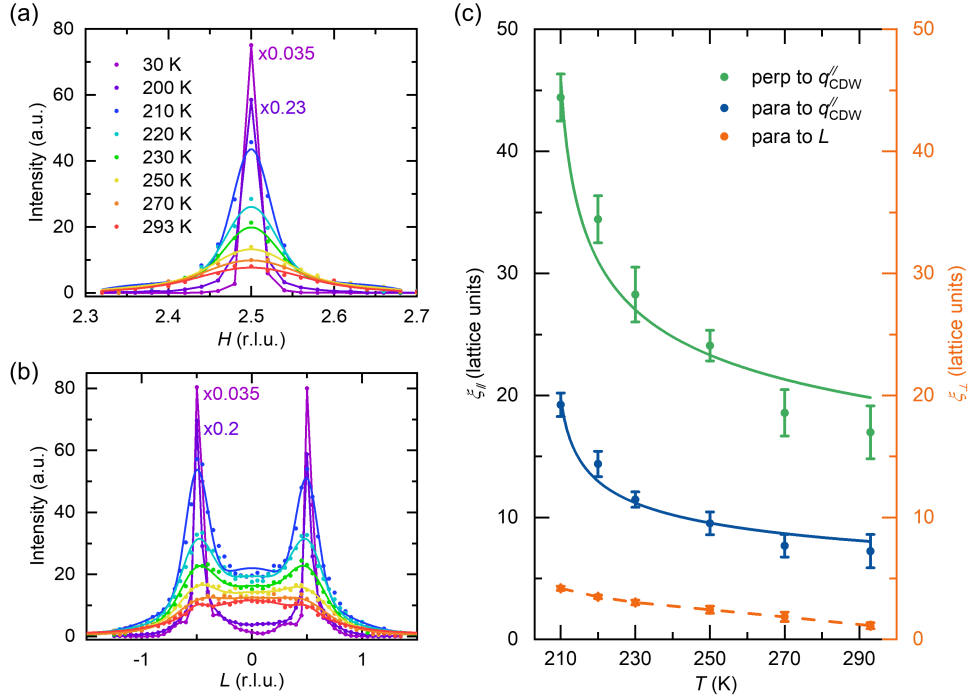 (a)
80
60
40
20
0
Intensity (a.u.)
30 K
200 K
210 K
220 K
230 K
250 K
270 K
293 K
x0.035
x0.23
2.3 2.4 2.5 2.6 2.7
H (r.l.u.)
(b)
80
60
40
20
0
Intensity (a.u.)
x0.035
x0.2
-1 0 1
L (r.l.u.)
(c)
50
40
30
20
10
0
ξ// (lattice units)
perp to q//CDW
para to q//CDW
para to L
50
40
30
20
10
0
ξ⊥ (lattice units)
210 230 250 270 290
T (K)